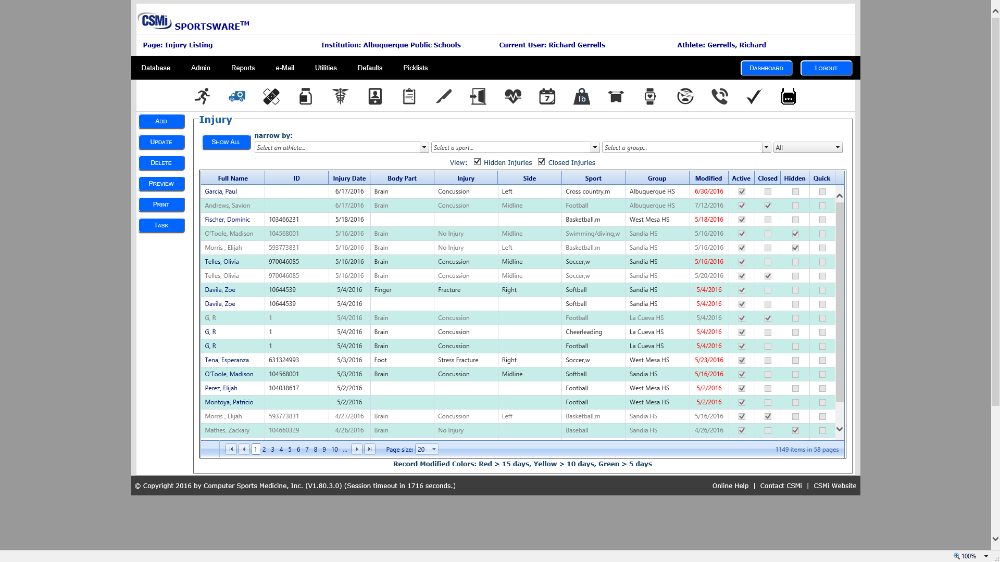 CSMi SPORTSWARE™
Page: Injury Listing Institution: Albuquerque Public Schools Current User: Richard Gerrells Athlete: Gerrells, Richard
Database Admin Reports e-Mail Utilities Defaults Picklists DASHBOARD LOGOUT
7 lb
ADD
UPDATE
DELETE
PREVIEW
PRINT
TASK
Injury
narrow by:
SHOW ALL Select an athlete... Select a sport... Select a group... All
View: Hidden Injuries Closed Injuries
Full Name ID Injury Date Body Part Injury Side Sport Group Modified Active Closed Hidden Quick
Garcia, Paul 6/17/2016 Brain Concussion Left Cross country,m Albuquerque HS 6/30/2016
Andrews, Savion 6/17/2016 Brain Concussion Midline Football Albuquerque HS 7/12/2016
Fischer, Dominic 103466231 5/18/2016 Basketball,m West Mesa HS 5/18/2016
O'Toole, Madison 104568001 5/16/2016 Brain No Injury Midline Swimming/diving,w Sandia HS 5/16/2016
Morris , Elijah 593773831 5/16/2016 Brain No Injury Left Basketball,m Sandia HS 5/16/2016
Telles, Olivia 970046085 5/16/2016 Brain Concussion Midline Soccer,w Sandia HS 5/16/2016
Telles, Olivia 970046085 5/16/2016 Brain Concussion Midline Soccer,w Sandia HS 5/20/2016
Davila, Zoe 10644539 5/4/2016 Finger Fracture Right Softball Sandia HS 5/4/2016
Davila, Zoe 10644539 5/4/2016 Softball Sandia HS 5/4/2016
G, R 1 5/4/2016 Brain Concussion Football La Cueva HS 5/4/2016
G, R 1 5/4/2016 Brain Concussion Cheerleading La Cueva HS 5/4/2016
G, R 1 5/4/2016 Brain Concussion Football La Cueva HS 5/4/2016
Tena, Esperanza 631324993 5/3/2016 Foot Stress Fracture Right Soccer,w West Mesa HS 5/23/2016
O'Toole, Madison 104568001 5/3/2016 Brain Concussion Midline Softball Sandia HS 5/16/2016
Perez, Elijah 104038617 5/2/2016 Football West Mesa HS 5/2/2016
Montoya, Patricio 5/2/2016 Football West Mesa HS 5/2/2016
Morris , Elijah 593773831 4/27/2016 Brain Concussion Left Basketball,m Sandia HS 5/16/2016
Mathes, Zackary 104660329 4/26/2016 Brain No Injury Baseball Sandia HS 4/26/2016
1 2 3 4 5 6 7 8 9 10 ... Page size: 20 1149 items in 58 pages
Record Modified Colors: Red > 15 days, Yellow > 10 days, Green > 5 days
© Copyright 2016 by Computer Sports Medicine, Inc. (V1.80.3.0) (Session timeout in 1716 seconds.) Online Help | Contact CSMi | CSMi Website
100%